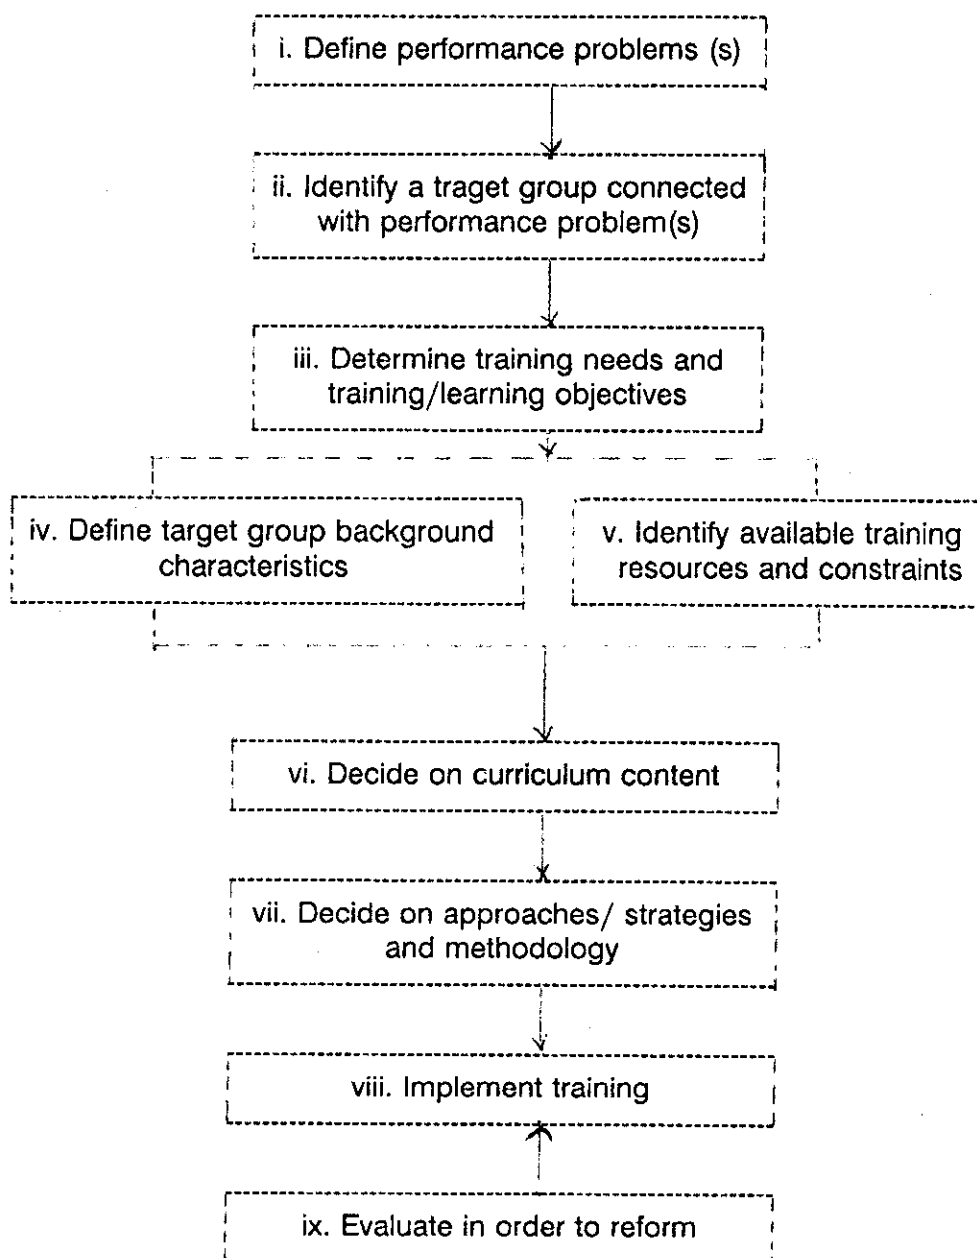 i. Define performance problems (s)
ii. Identify a traget group connected
with performance problem(s)
iii. Determine training needs and
training/learning objectives
iv. Define target group background
characteristics
v. Identify available training
resources and constraints
vi. Decide on curriculum content
vii. Decide on approaches/ strategies
and methodology
viii. Implement training
ix. Evaluate in order to reform